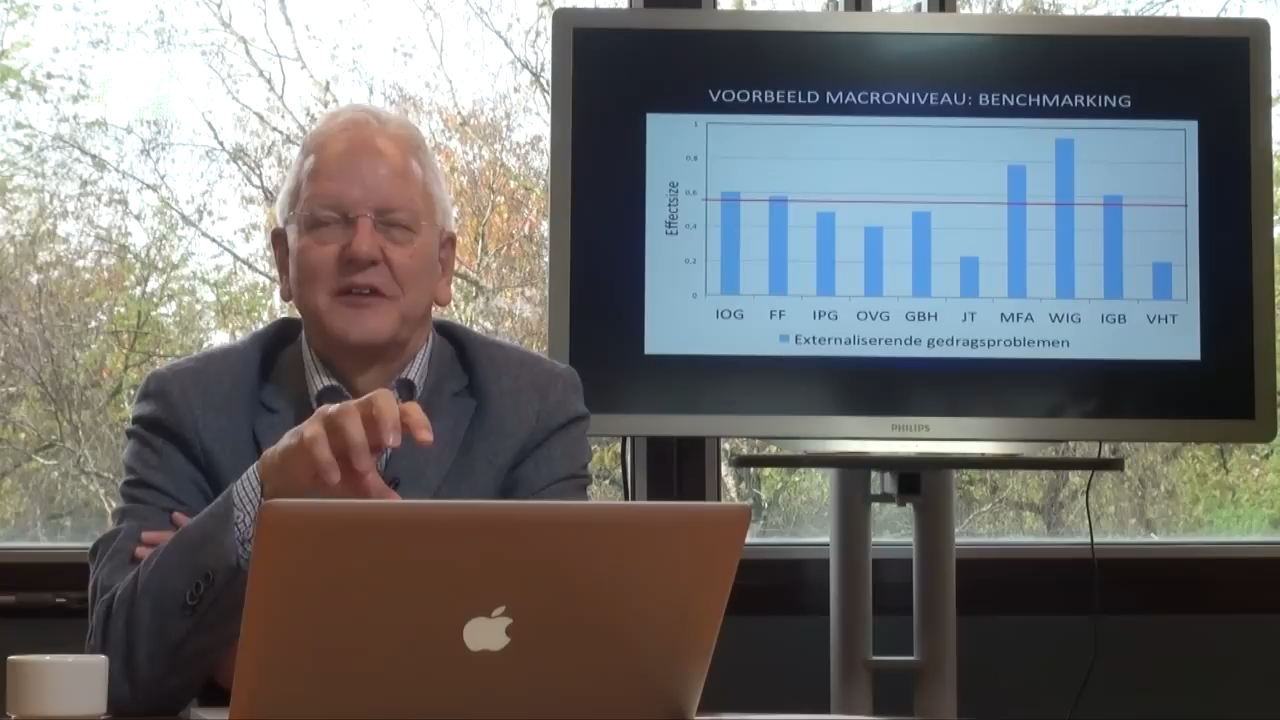 VOORBEELD MACRONIVEAU: BENCHMARKING
1
0,8
0,6
0,4
0,2
0
Effectsize
IOG FF IPG OVG GBH JT MFA WIG IGB VHT
Externaliserende gedragsproblemen
PHILIPS